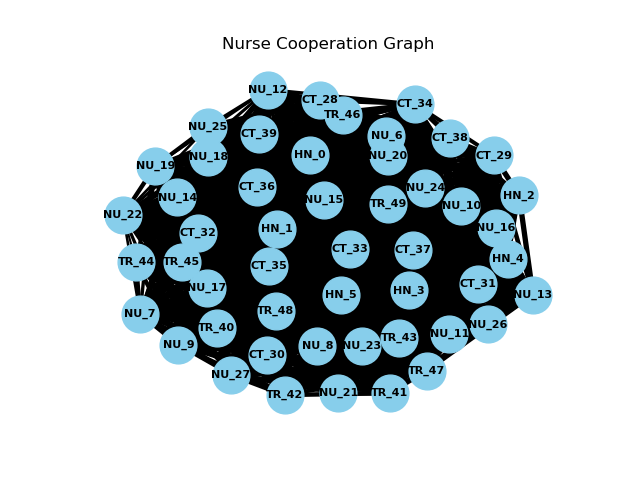 Nurse Cooperation Graph
NU_12
CT_28
CT_34
TR_46
NU_25
CT_39
NU_6
CT_38
NU_18
HN_0
NU_20
CT_29
NU_19
NU_14
CT_36
NU_24
HN_2
NU_15
TR_49
NU_10
NU_22
CT_32
HN_1
NU_16
CT_33
CT_37
TR_44
TR_45
CT_35
HN_4
NU_17
HN_5
HN_3
CT_31
NU_13
NU_7
TR_48
TR_40
NU_11
NU_26
NU_9
CT_30
NU_8
NU_23
TR_43
NU_27
TR_47
TR_42
NU_21
TR_41